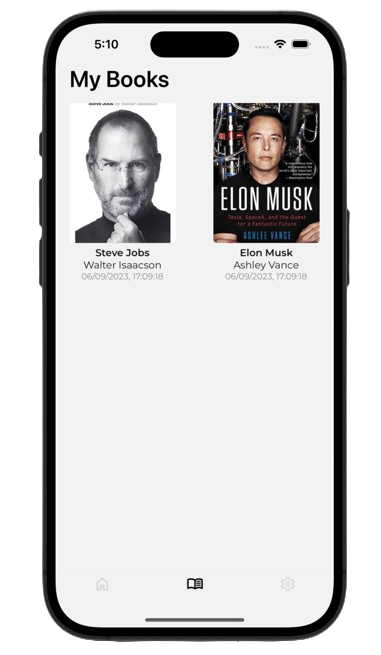 5:10
My Books
Steve Jobs by Walter Isaacson
ELON MUSK
Tesla, SpaceX, and the Quest
for a Fantastic Future
ASHLEE VANCE
Steve Jobs
Walter Isaacson
06/09/2023, 17:09:18
Elon Musk
Ashley Vance
06/09/2023, 17:09:18